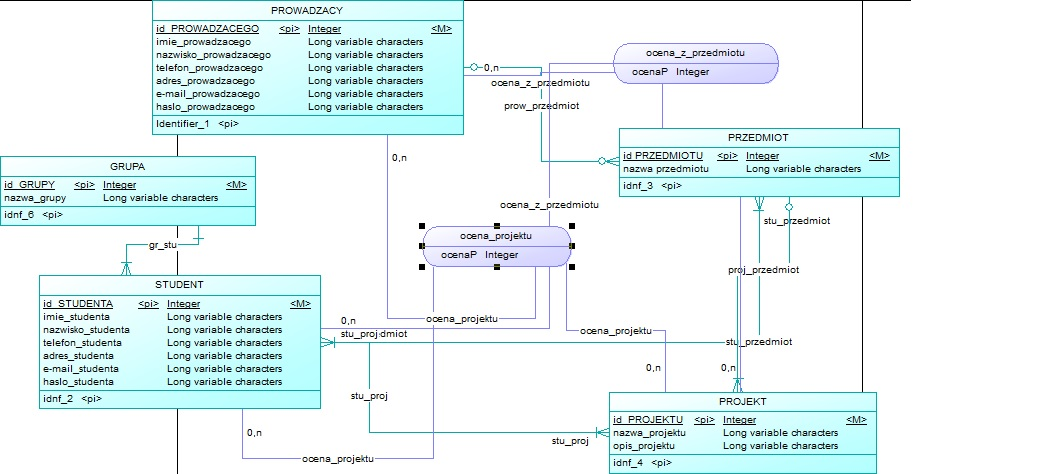 PROWADZACY
id_PROWADZACEGO <pi> Integer <M>
imie_prowadzacego Long variable characters
nazwisko_prowadzacego Long variable characters
telefon_prowadzacego Long variable characters
adres_prowadzacego Long variable characters
e-mail_prowadzacego Long variable characters
haslo_prowadzacego Long variable characters
Identifier_1 <pi>
0,n
ocena_z_przedmiotu
prow_przedmiot
ocena_z_przedmiotu
ocenaP Integer
PRZEDMIOT
id_PRZEDMIOTU <pi> Integer <M>
nazwa przedmiotu Long variable characters
idnf_3 <pi>
0,n
GRUPA
id_GRUPY <pi> Integer <M>
nazwa_grupy Long variable characters
idnf_6 <pi>
gr_stu
ocena_z_przedmiotu
ocena_projektu
ocenaP Integer
stu_przedmiot
proj_przedmiot
STUDENT
id_STUDENTA <pi> Integer <M>
imie_studenta Long variable characters
nazwisko_studenta Long variable characters
telefon_studenta Long variable characters
adres_studenta Long variable characters
e-mail_studenta Long variable characters
haslo_studenta Long variable characters
idnf_2 <pi>
0,n
ocena_projektu
ocena_projektu
stu_przedmiot
0,n
0,n
stu_proj
stu_proj
0,n
ocena_projektu
PROJEKT
id_PROJEKTU <pi> Integer <M>
nazwa_projektu Long variable characters
opis_projektu Long variable characters
idnf_4 <pi>